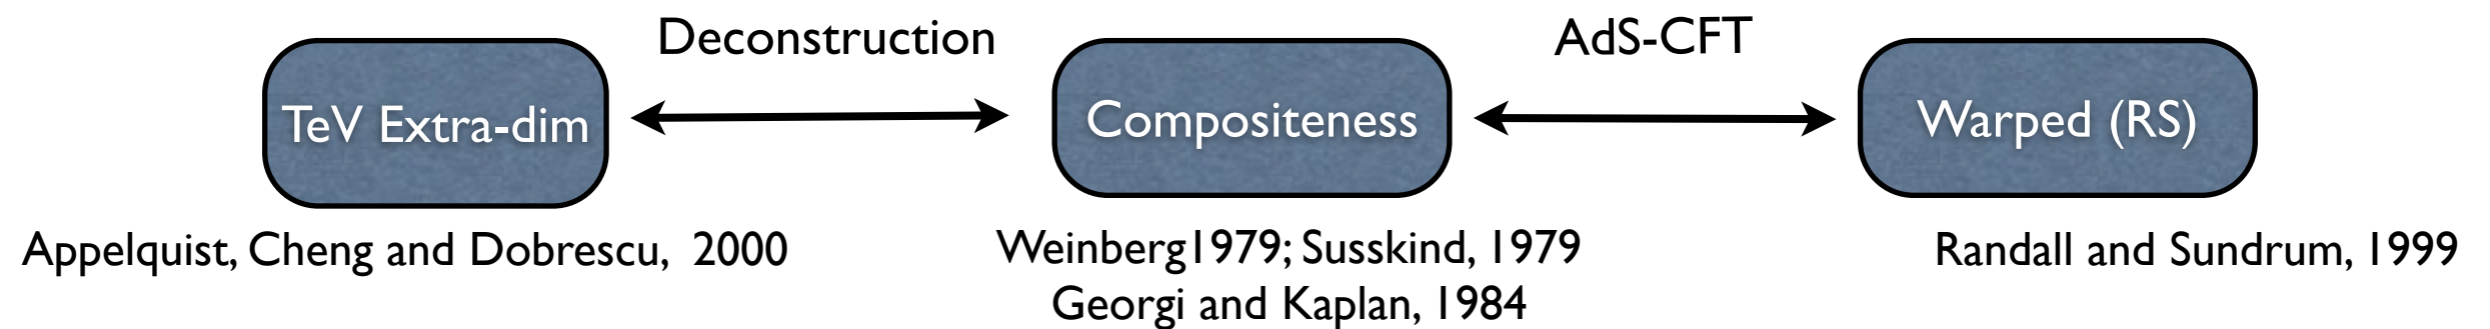 Deconstruction
AdS-CFT
TeV Extra-dim
Compositeness
Warped (RS)
Appelquist, Cheng and Dobrescu, 2000
Weinberg1979; Susskind, 1979
Georgi and Kaplan, 1984
Randall and Sundrum, 1999